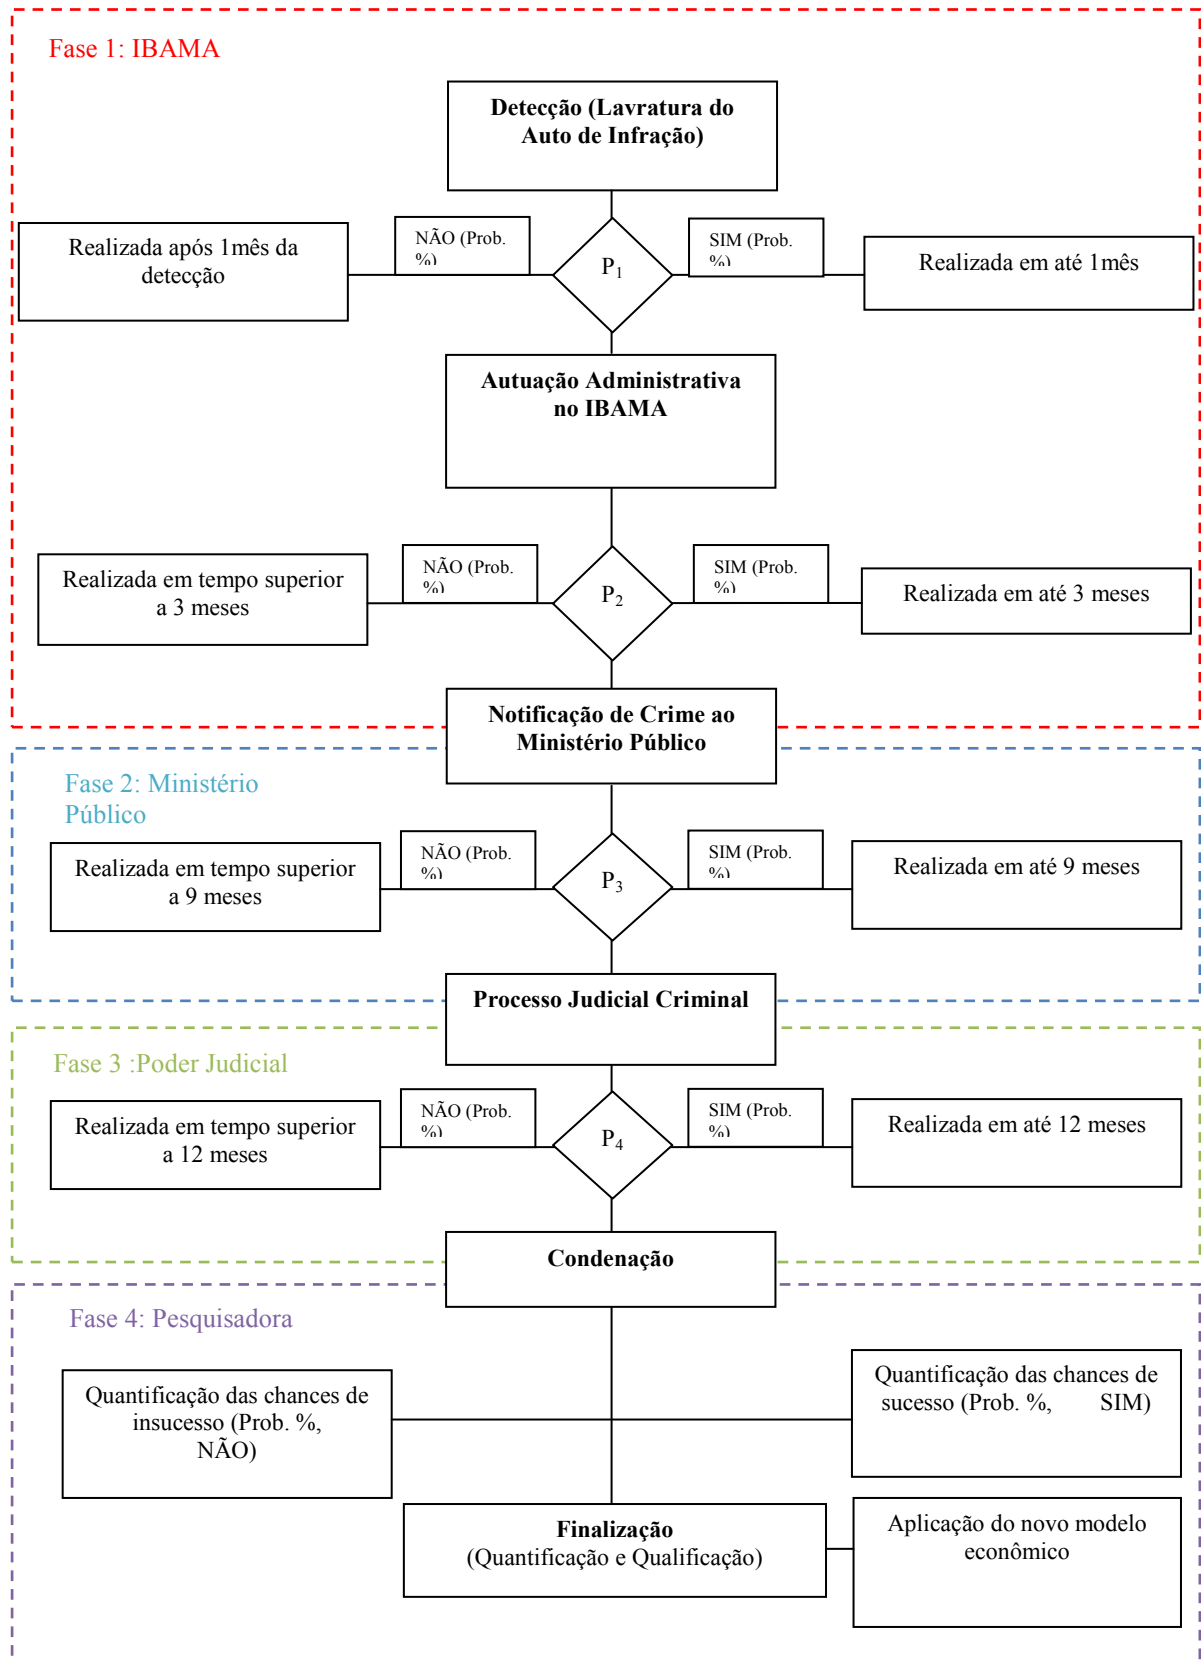 Fase 1: IBAMA
Detecção (Lavratura do
Auto de Infração)
Realizada após 1mês da
detecção
NÃO (Prob.
%)
P1
SIM (Prob.
%)
Realizada em até 1mês
Autuação Administrativa
no IBAMA
Realizada em tempo superior
a 3 meses
NÃO (Prob.
%)
P2
SIM (Prob.
%)
Realizada em até 3 meses
Notificação de Crime ao
Ministério Público
Fase 2: Ministério
Público
Realizada em tempo superior
a 9 meses
NÃO (Prob.
%)
P3
SIM (Prob.
%)
Realizada em até 9 meses
Processo Judicial Criminal
Fase 3 :Poder Judicial
Realizada em tempo superior
a 12 meses
NÃO (Prob.
%)
P4
SIM (Prob.
%)
Realizada em até 12 meses
Condenação
Fase 4: Pesquisadora
Quantificação das chances de
insucesso (Prob. %,
NÃO)
Quantificação das chances de
sucesso (Prob. %, SIM)
Finalização
(Quantificação e Qualificação)
Aplicação do novo modelo
econômico